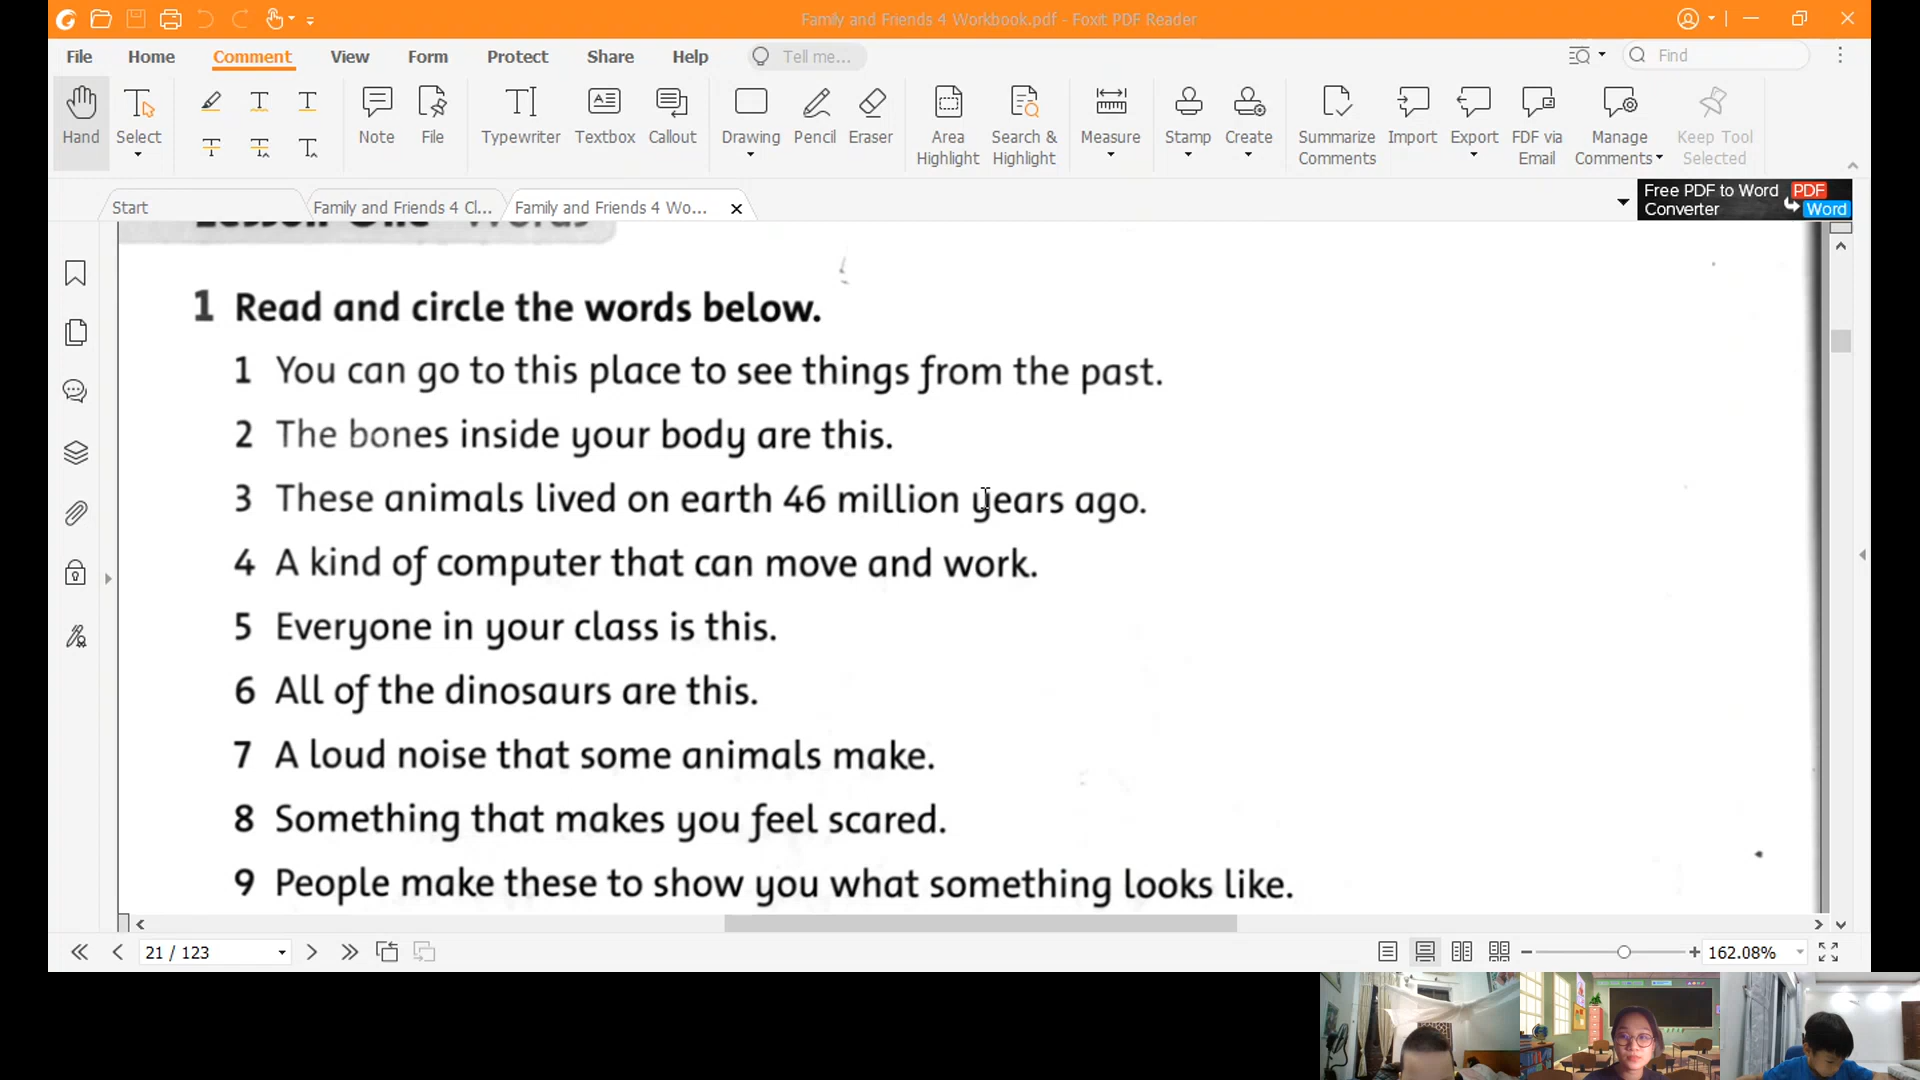 Family and Friends 4 Workbook.pdf - Foxit PDF Reader
File Home Comment View Form Protect Share Help Tell me... Find
Hand Select Note File Typewriter Textbox Callout Drawing Pencil Eraser Area Highlight Search & Highlight Measure Stamp Create Summarize Comments Import Export FDF via Email Manage Comments Keep Tool Selected
Start Family and Friends 4 Cl... Family and Friends 4 Wo...
Free PDF to Word PDF
Converter Word
Lesson One Words
1 Read and circle the words below.
1 You can go to this place to see things from the past.
2 The bones inside your body are this.
3 These animals lived on earth 46 million years ago.
4 A kind of computer that can move and work.
5 Everyone in your class is this.
6 All of the dinosaurs are this.
7 A loud noise that some animals make.
8 Something that makes you feel scared.
9 People make these to show you what something looks like.
21 / 123 162.08%